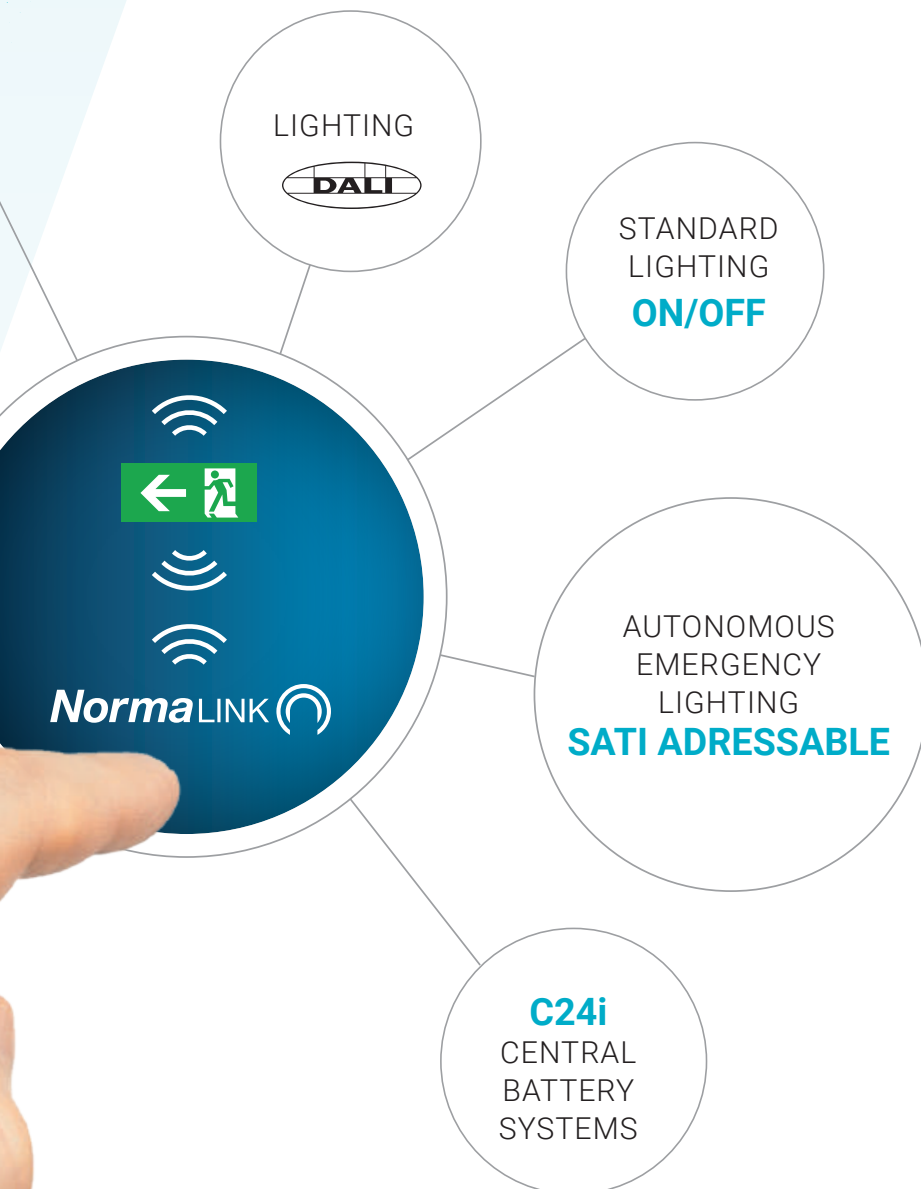 LIGHTING
DALI
STANDARD
LIGHTING
ON/OFF
AUTONOMOUS
EMERGENCY
LIGHTING
SATI ADRESSABLE
NormaLINK
C24i
CENTRAL
BATTERY
SYSTEMS